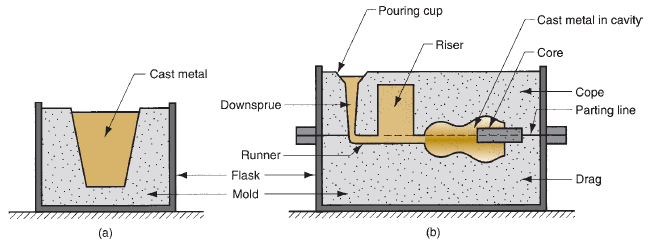 Cast metal
Pouring cup
Riser
Cast metal in cavity
Core
Downsprue
Cope
Parting line
Runner
Flask
Mold
Drag
(a)
(b)